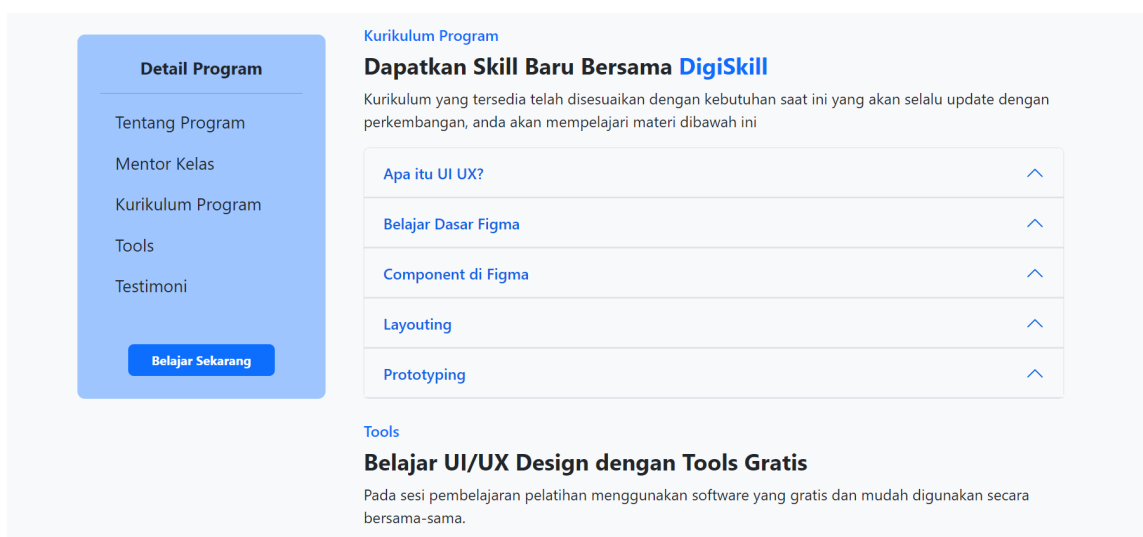 Detail Program
Tentang Program
Mentor Kelas
Kurikulum Program
Tools
Testimoni
Belajar Sekarang
Kurikulum Program
Dapatkan Skill Baru Bersama DigiSkill
Kurikulum yang tersedia telah disesuaikan dengan kebutuhan saat ini yang akan selalu update dengan
perkembangan, anda akan mempelajari materi dibawah ini
Apa itu UI UX?
Belajar Dasar Figma
Component di Figma
Layouting
Prototyping
Tools
Belajar UI/UX Design dengan Tools Gratis
Pada sesi pembelajaran pelatihan menggunakan software yang gratis dan mudah digunakan secara
bersama-sama.